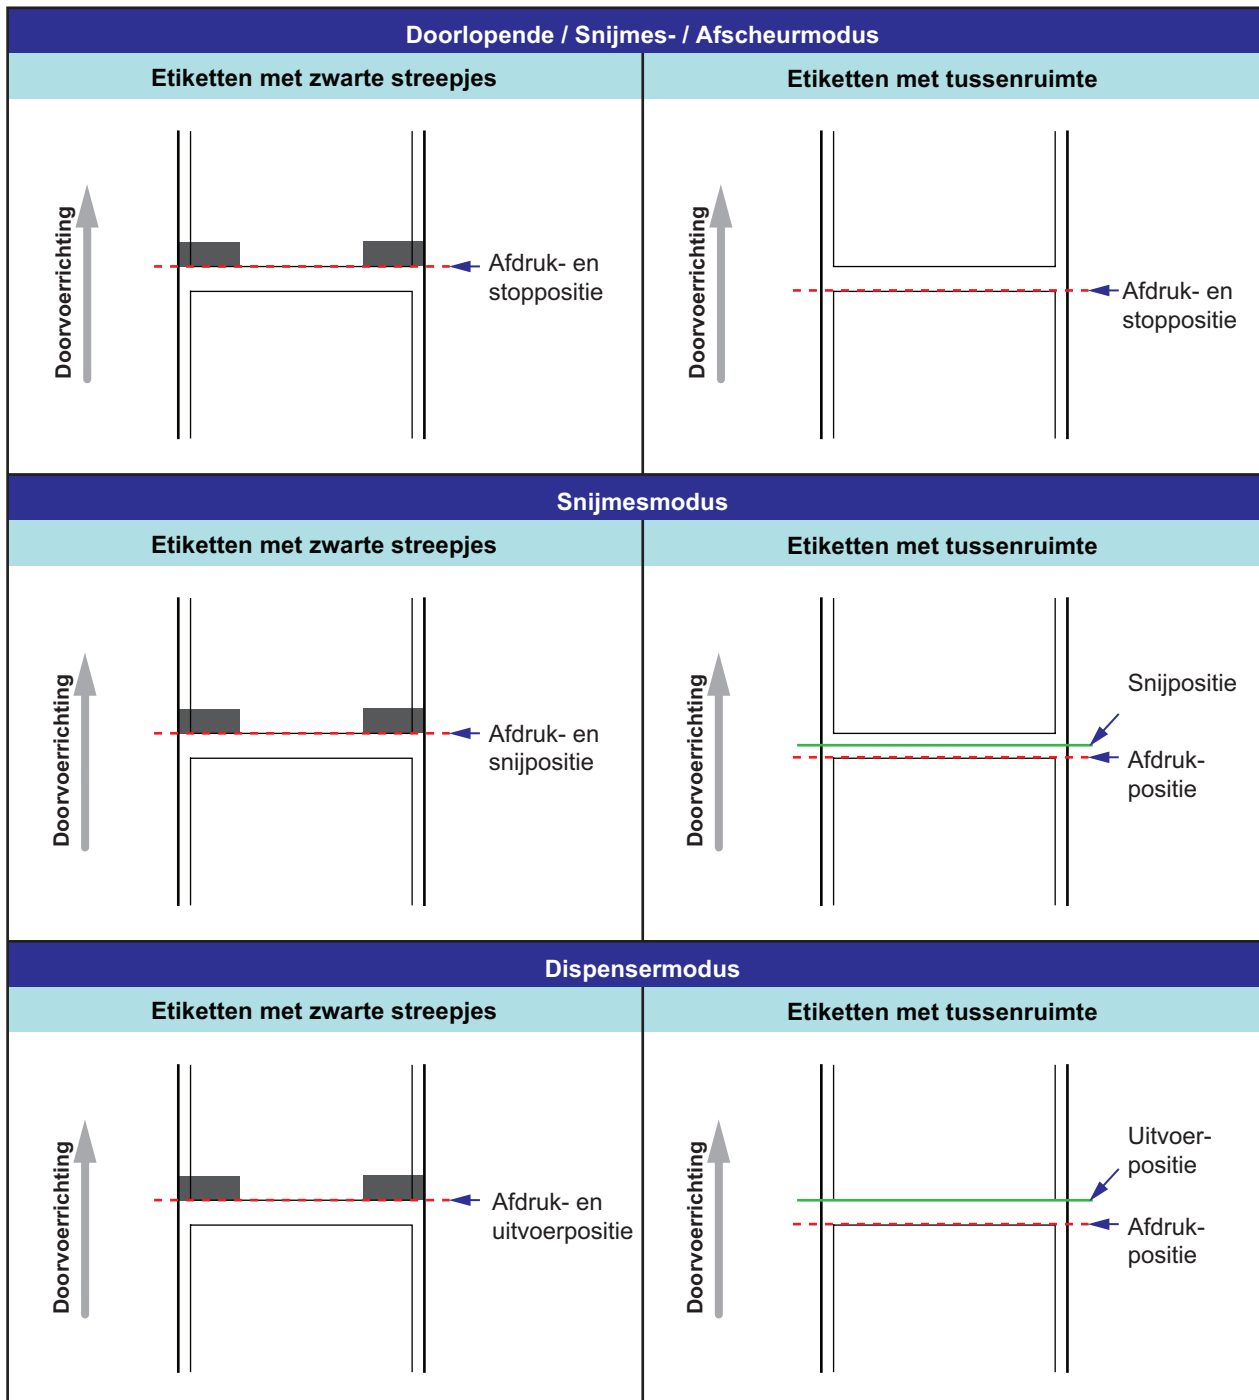 Doorlopende / Snijmes- / Afscheurmodus
Etiketten met zwarte streepjes
Etiketten met tussenruimte
Doorvoerrichting
Afdruk- en
stoppositie
Doorvoerrichting
Afdruk- en
stoppositie
Snijmesmodus
Etiketten met zwarte streepjes
Etiketten met tussenruimte
Doorvoerrichting
Afdruk- en
snijpositie
Doorvoerrichting
Snijpositie
Afdruk-
positie
Dispensermodus
Etiketten met zwarte streepjes
Etiketten met tussenruimte
Doorvoerrichting
Afdruk- en
uitvoerpositie
Doorvoerrichting
Uitvoer-
positie
Afdruk-
positie